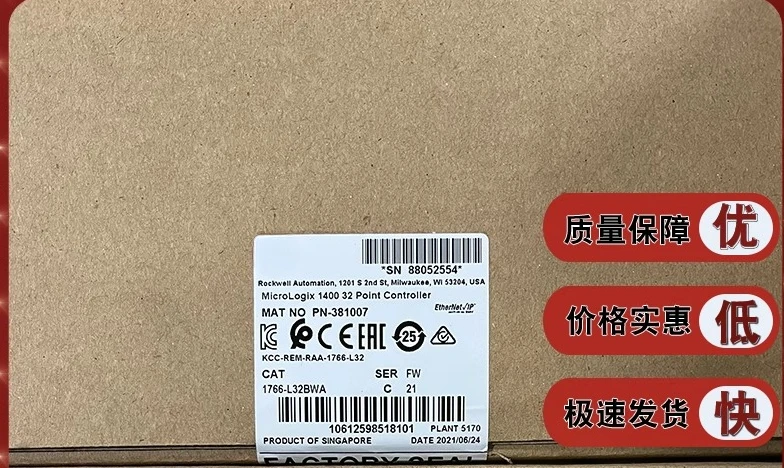 *SN 88052554*
Rockwell Automation, 1201 S 2nd St, Milwaukee, WI 53204, USA
MicroLogix 1400 32 Point Controller
MAT NO PN-381007
EtherNet/IP
25
KCC-REM-RAA-1766-L32
CAT SER FW
1766-L32BWA C 21
10612598518101 PLANT 5170
PRODUCT OF SINGAPORE DATE 2021/06/24
FACTORY SEAL
质量保障 优
价格实惠 低
极速发货 快